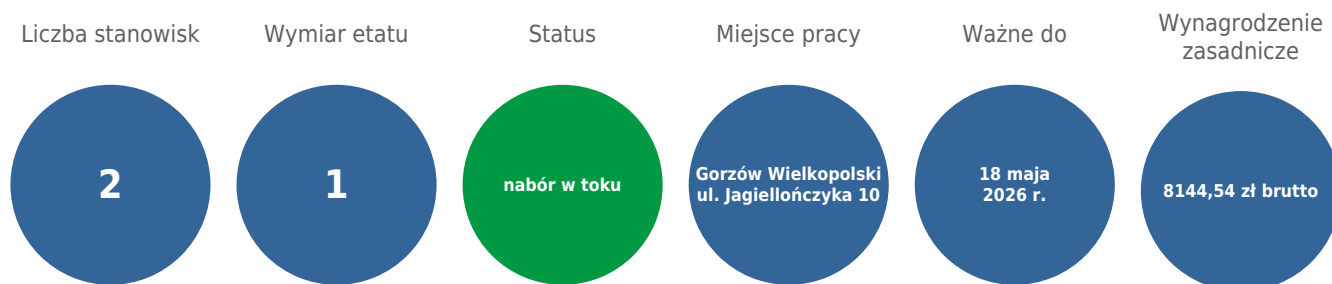 Liczba stanowisk
2
Wymiar etatu
1
Status
nabór w toku
Miejsce pracy
Gorzów Wielkopolski
ul. Jagiellończyka 10
Ważne do
18 maja
2026 r.
Wynagrodzenie
zasadnicze
8144,54 zł brutto